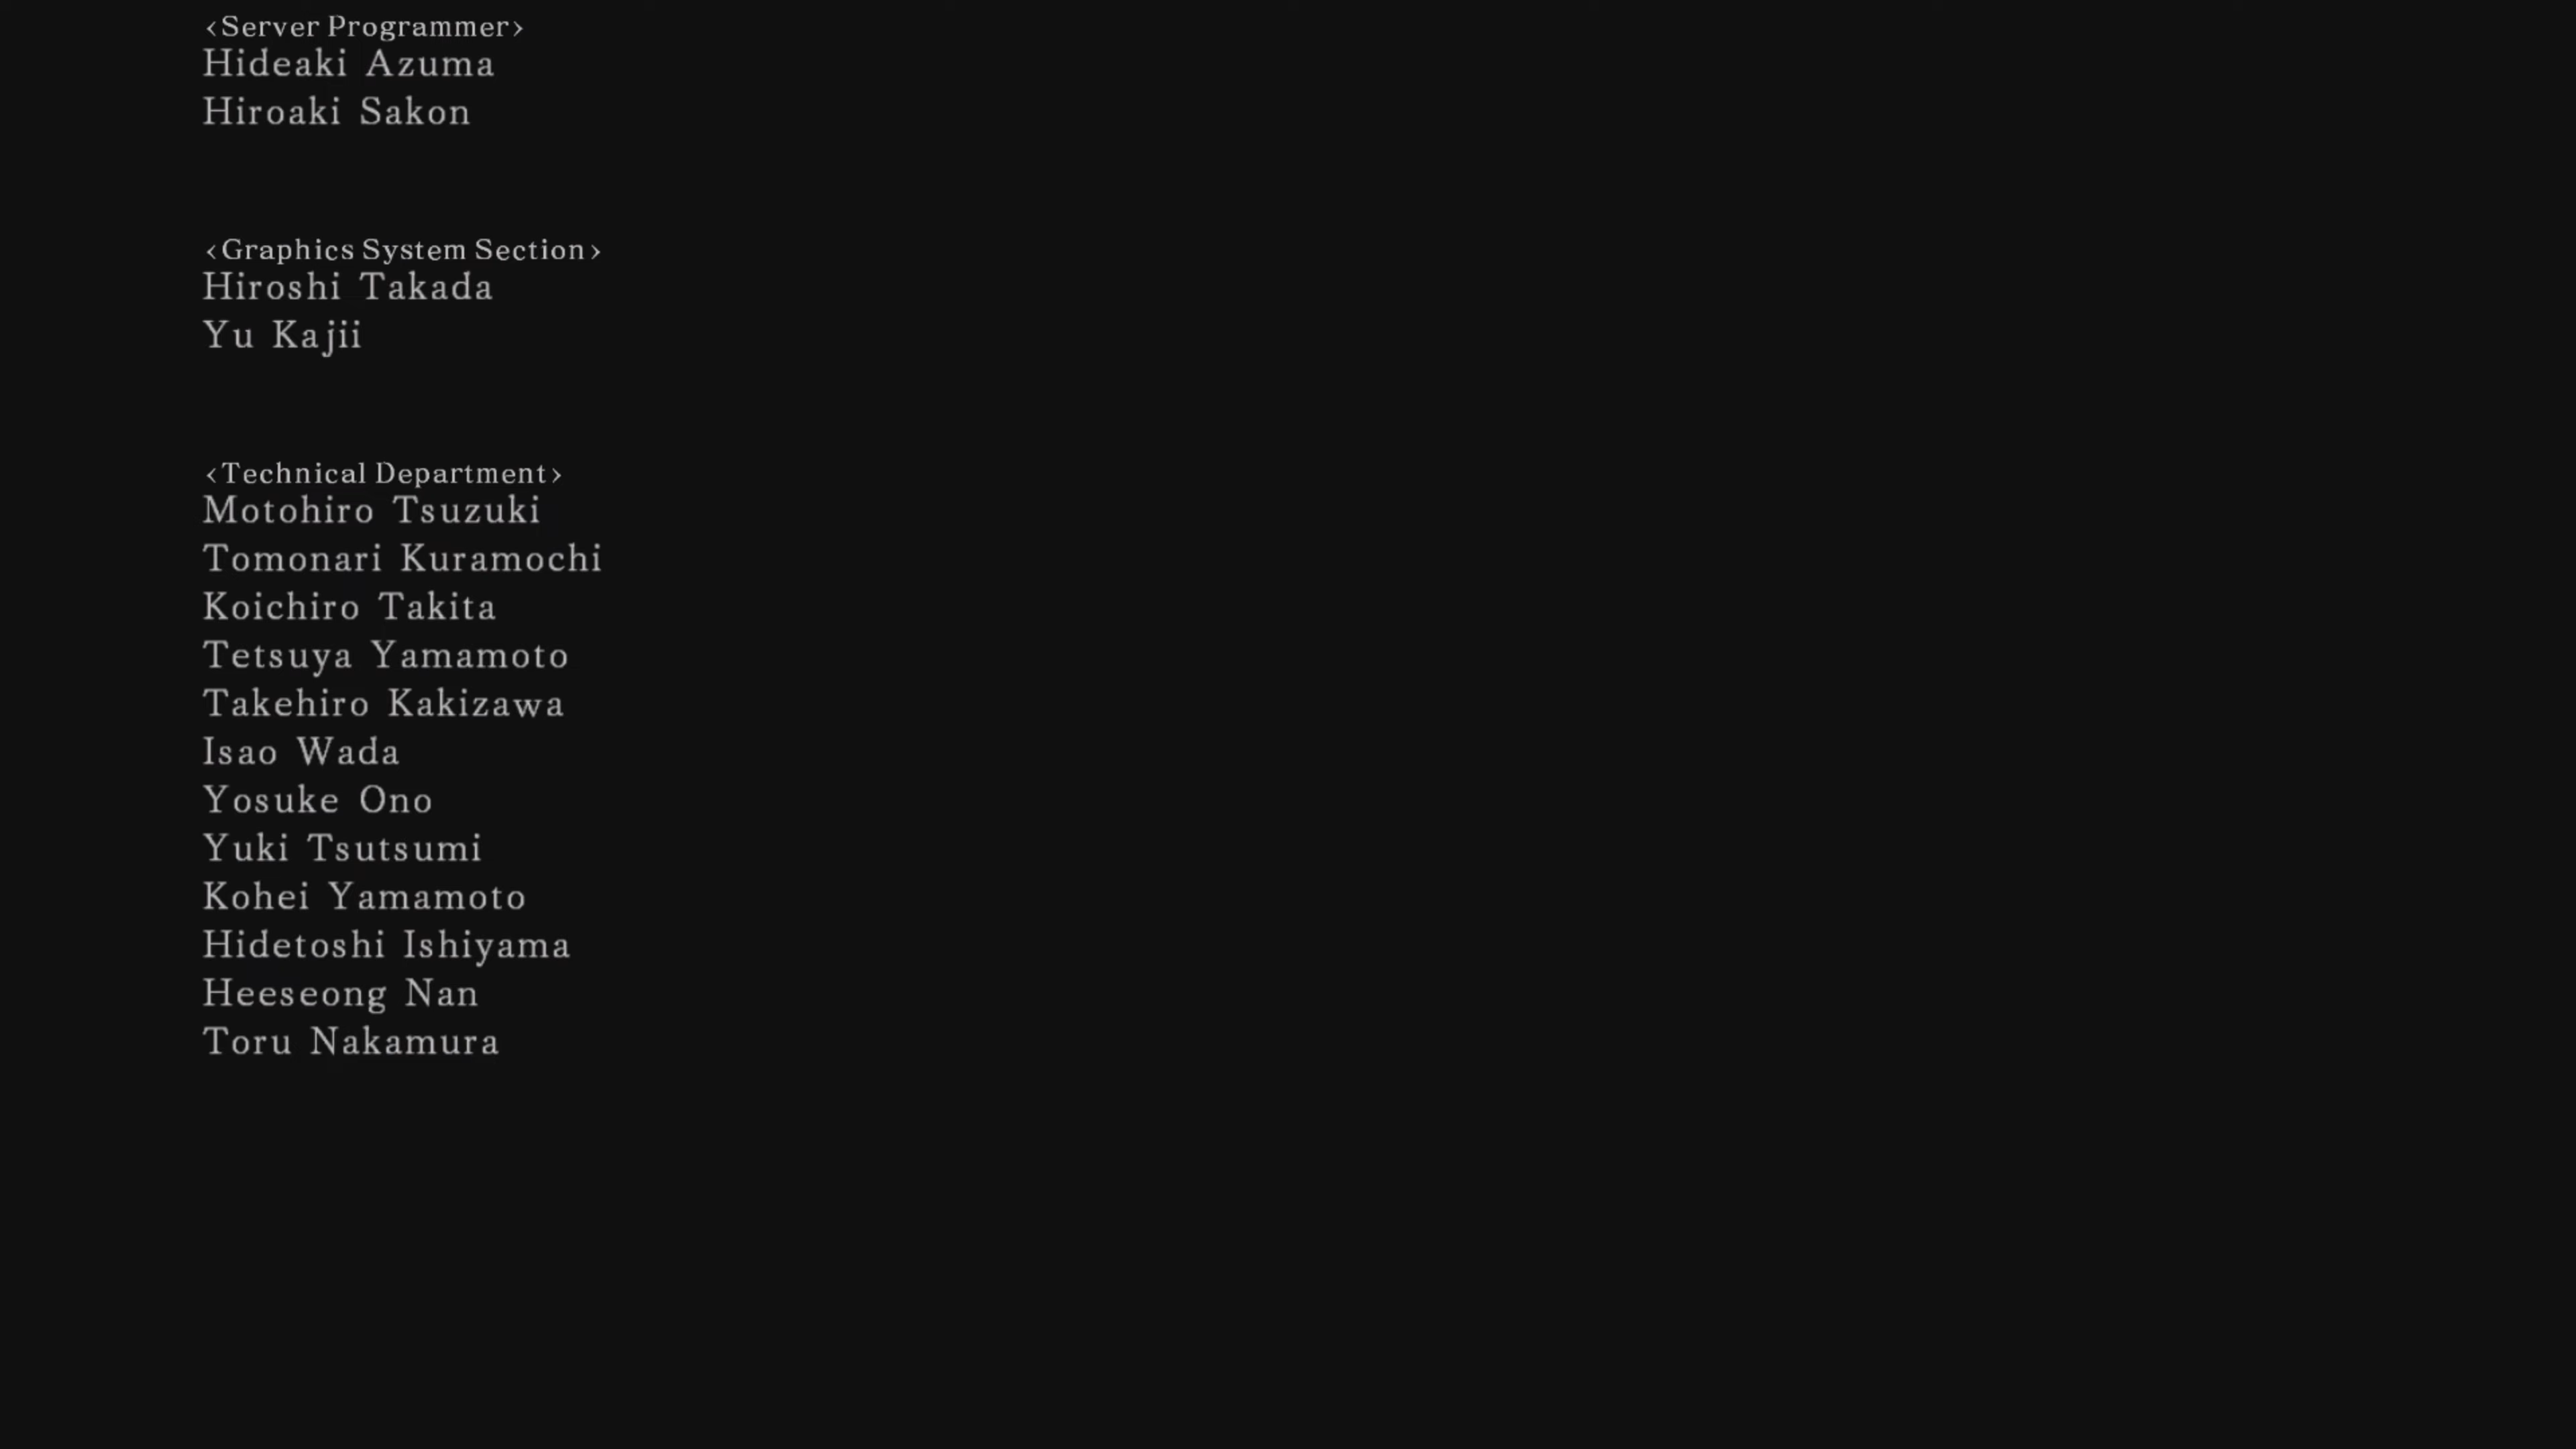 <Server Programmer>
Hideaki Azuma
Hiroaki Sakon
<Graphics System Section>
Hiroshi Takada
Yu Kajii
<Technical Department>
Motohiro Tsuzuki
Tomonari Kuramochi
Koichiro Takita
Tetsuya Yamamoto
Takehiro Kakizawa
Isao Wada
Yosuke Ono
Yuki Tsutsumi
Kohei Yamamoto
Hidetoshi Ishiyama
Heeseong Nan
Toru Nakamura